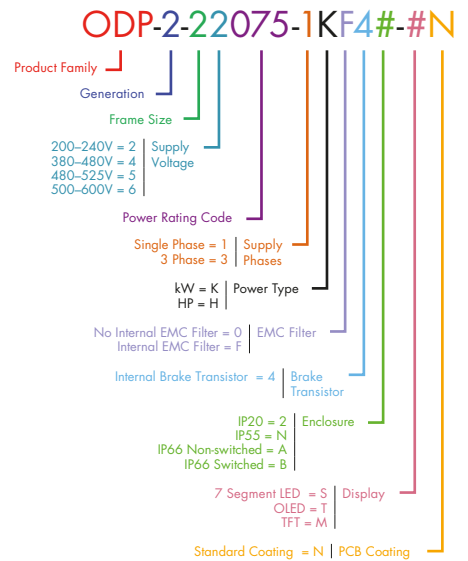 ODP-2-22075-1KF4#-#N
Product Family
Generation
Frame Size
200–240V = 2 Supply
380–480V = 4 Voltage
480–525V = 5
500–600V = 6
Power Rating Code
Single Phase = 1 Supply
3 Phase = 3 Phases
kW = K Power Type
HP = H
No Internal EMC Filter = 0 EMC Filter
Internal EMC Filter = F
Internal Brake Transistor = 4 Brake
Transistor
IP20 = 2 Enclosure
IP55 = N
IP66 Non-switched = A
IP66 Switched = B
7 Segment LED = S Display
OLED = T
TFT = M
Standard Coating = N PCB Coating